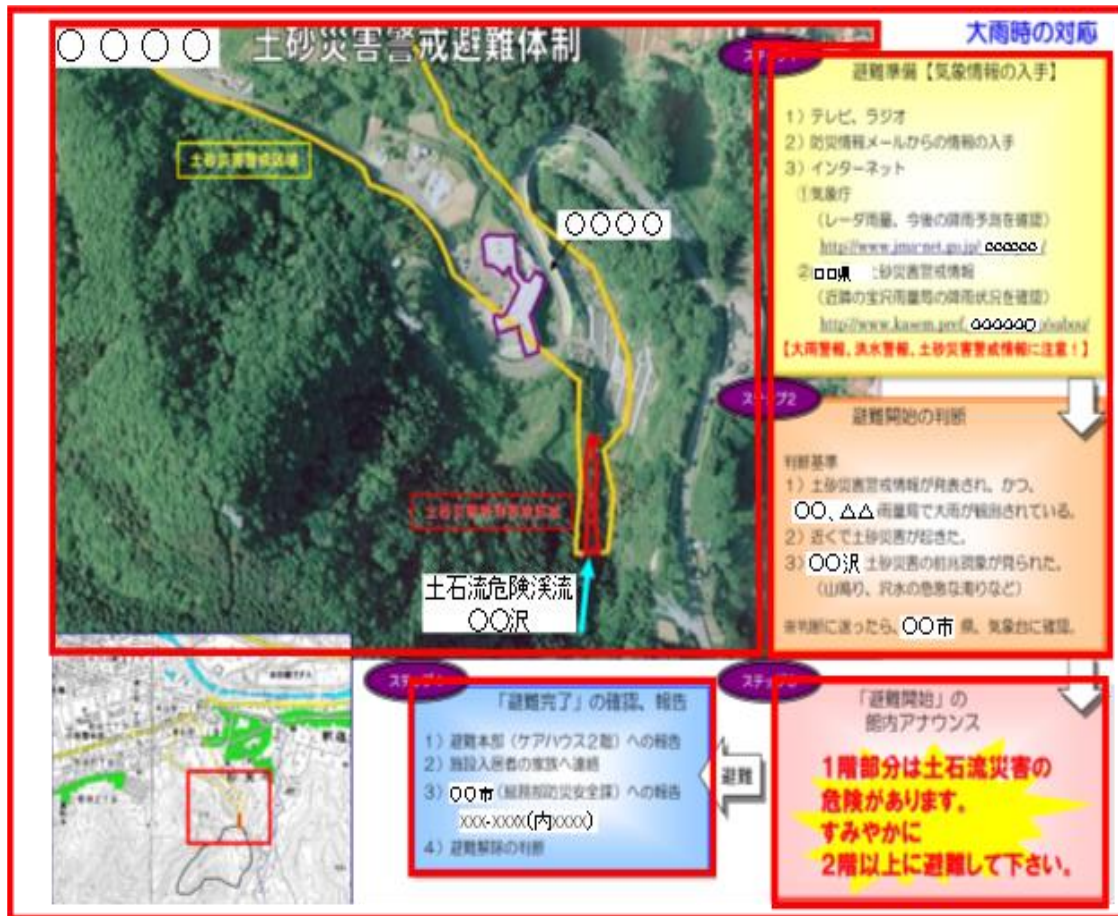 〇〇〇〇 土砂災害警戒避難体制
大雨時の対応
土砂災害警戒区域
〇〇〇〇
土石流危険渓流
〇〇沢
避難準備【気象情報の入手】
1）テレビ、ラジオ
2）防災情報メールからの情報の入手
3）インターネット
①気象庁
（レーダ雨量、今後の降雨予測を確認）
②□□県 土砂災害警戒情報
（近隣の宝沢雨量局の降雨状況を確認）
【大雨警報、洪水警報、土砂災害警戒情報に注意！】
ステップ2
避難開始の判断
判断基準
1）土砂災害警戒情報が発表され、かつ、
〇〇、△△雨量局で大雨が観測されている。
2）近くで土砂災害が起きた。
3）〇〇沢 土砂災害の前兆現象が見られた。
（山鳴り、沢水の急激な濁りなど）
※判断に迷ったら、〇〇市 県、気象台に確認。
「避難開始」の
館内アナウンス
1階部分は土石流災害の
危険があります。
すみやかに
2階以上に避難して下さい。
避難
「避難完了」の確認、報告
1）避難本部（ケアハウス2階）への報告
2）施設入居者の家族へ連絡
3）〇〇市（総務部防災安全課）への報告
xxx-xxxx(内xxxx)
4）避難解除の判断